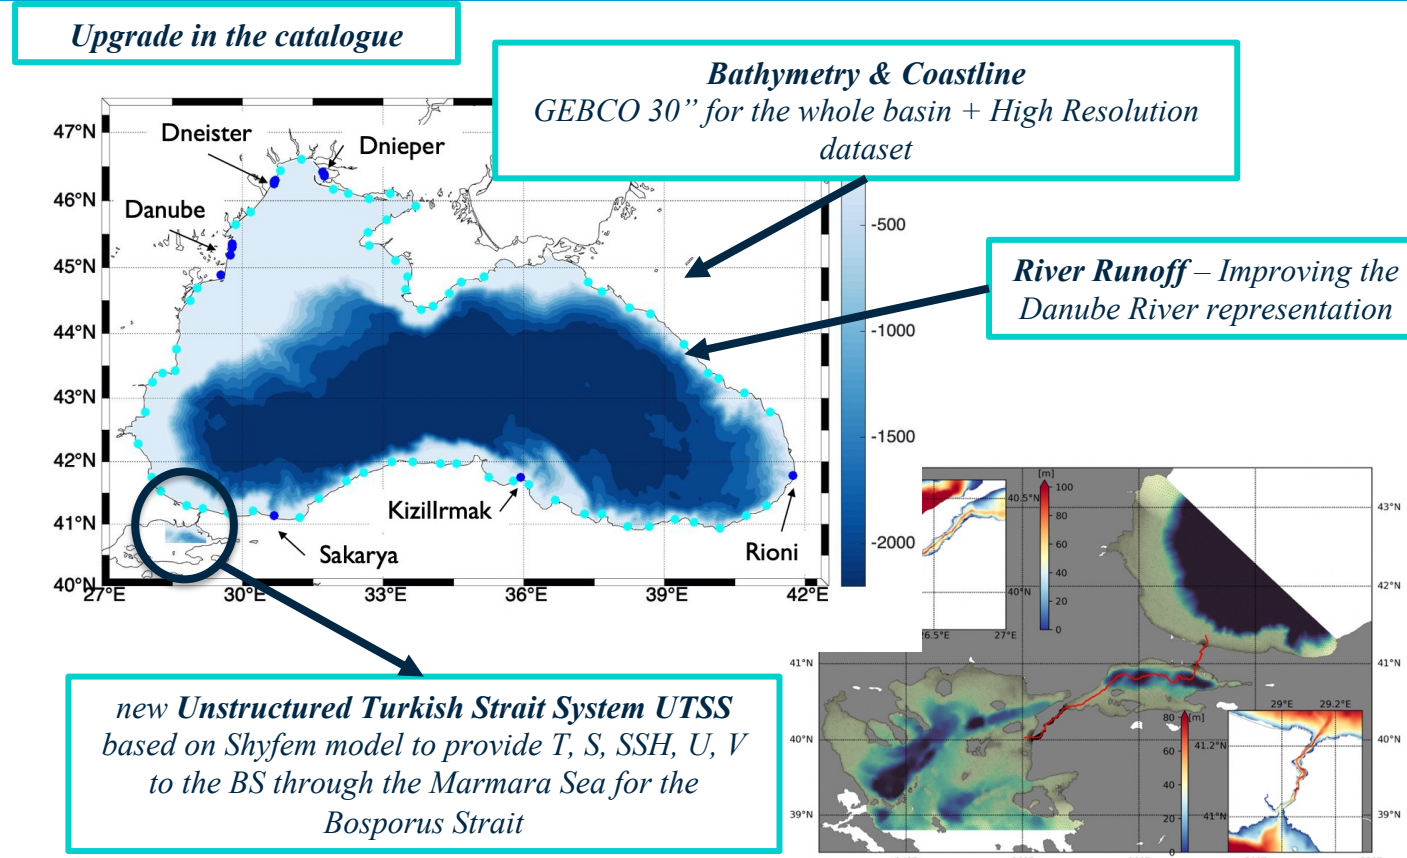 Upgrade in the catalogue
Bathymetry & Coastline
GEBCO 30” for the whole basin + High Resolution
dataset
River Runoff – Improving the
Danube River representation
47°N
46°N
45°N
44°N
43°N
42°N
41°N
40°N
27°E
30°E
33°E
36°E
39°E
42°E
Dneister
Dnieper
Danube
Kizillrmak
Sakarya
Rioni
-500
-1000
-1500
-2000
new Unstructured Turkish Strait System UTSS
based on Shyfem model to provide T, S, SSH, U, V
to the BS through the Marmara Sea for the
Bosporus Strait
[m]
100
80
60
40
20
0
40.5°N
40°N
26.5°E
27°E
43°N
42°N
41°N
40°N
39°N
41°N
40°N
39°N
80
[m]
60
40
20
0
29°E
29.2°E
41.2°N
41°N